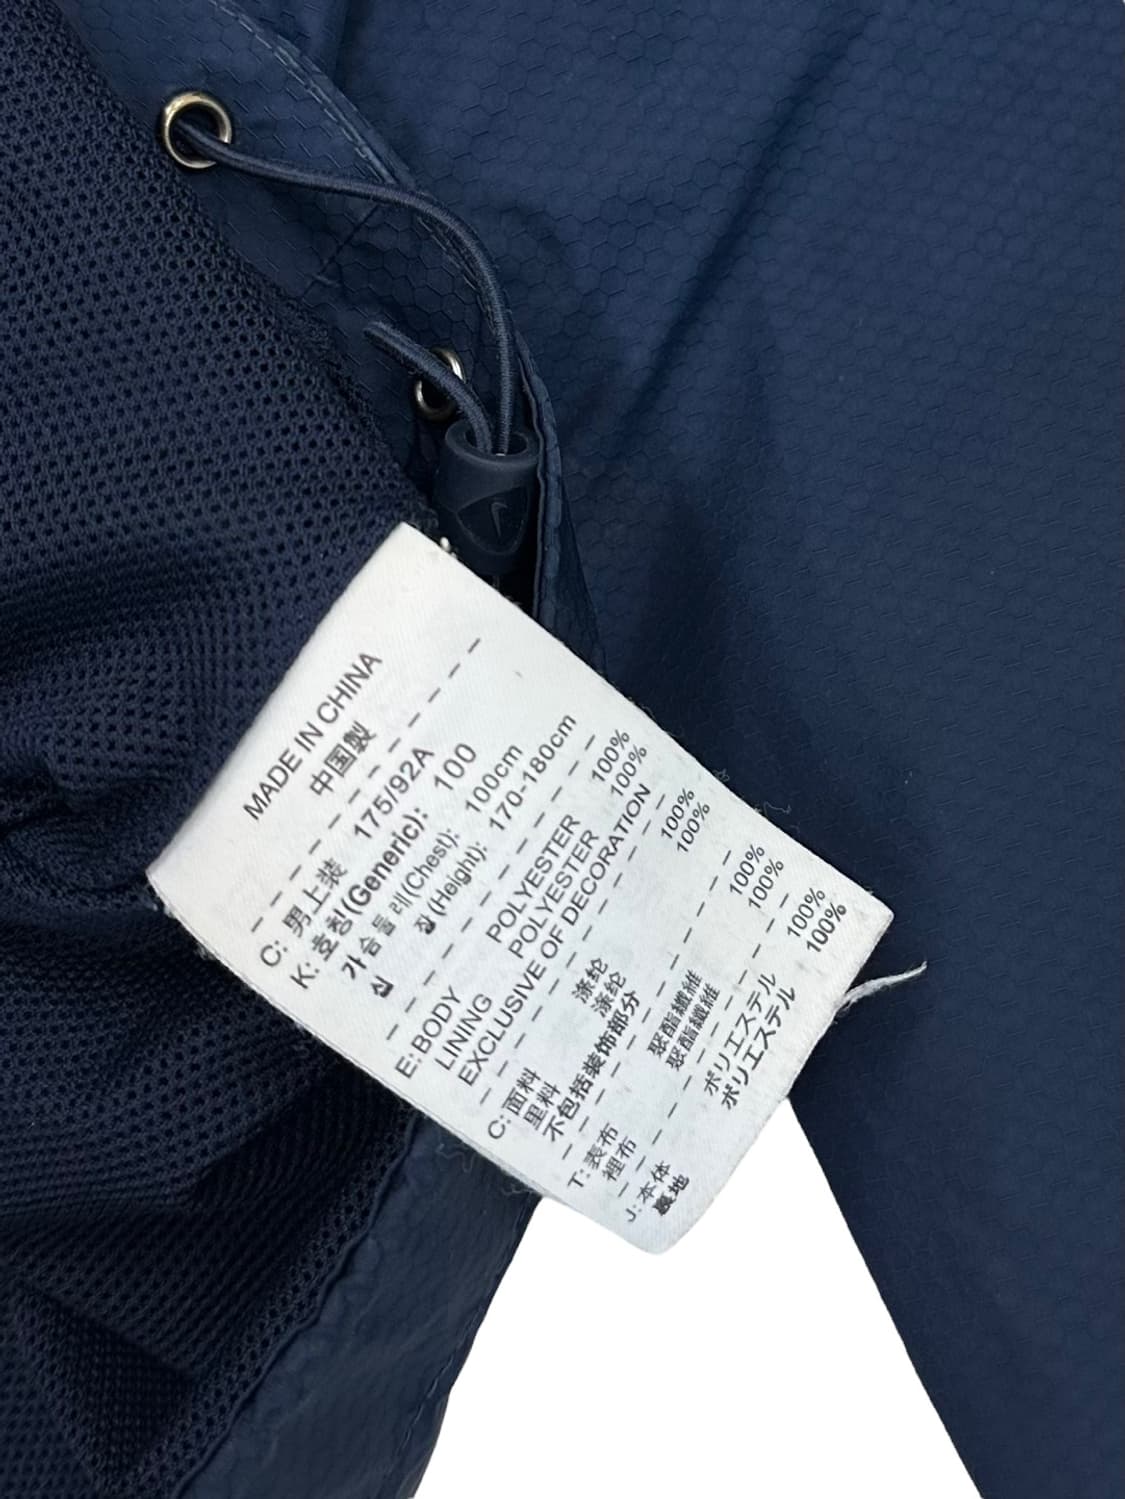 MADE IN CHINA
中国製
C: 男上装 175/92A
K: 호칭(Generic): 100
가슴둘레(Chest): 100cm
신장(Height): 170-180cm
E: BODY POLYESTER 100%
LINING POLYESTER 100%
EXCLUSIVE OF DECORATION
C: 面料 涤纶 100%
里料 涤纶 100%
不包括装饰部分
T: 表布 聚酯纖維 100%
裡布 聚酯纖維 100%
J: 本体 ポリエステル 100%
裏地 ポリエステル 100%